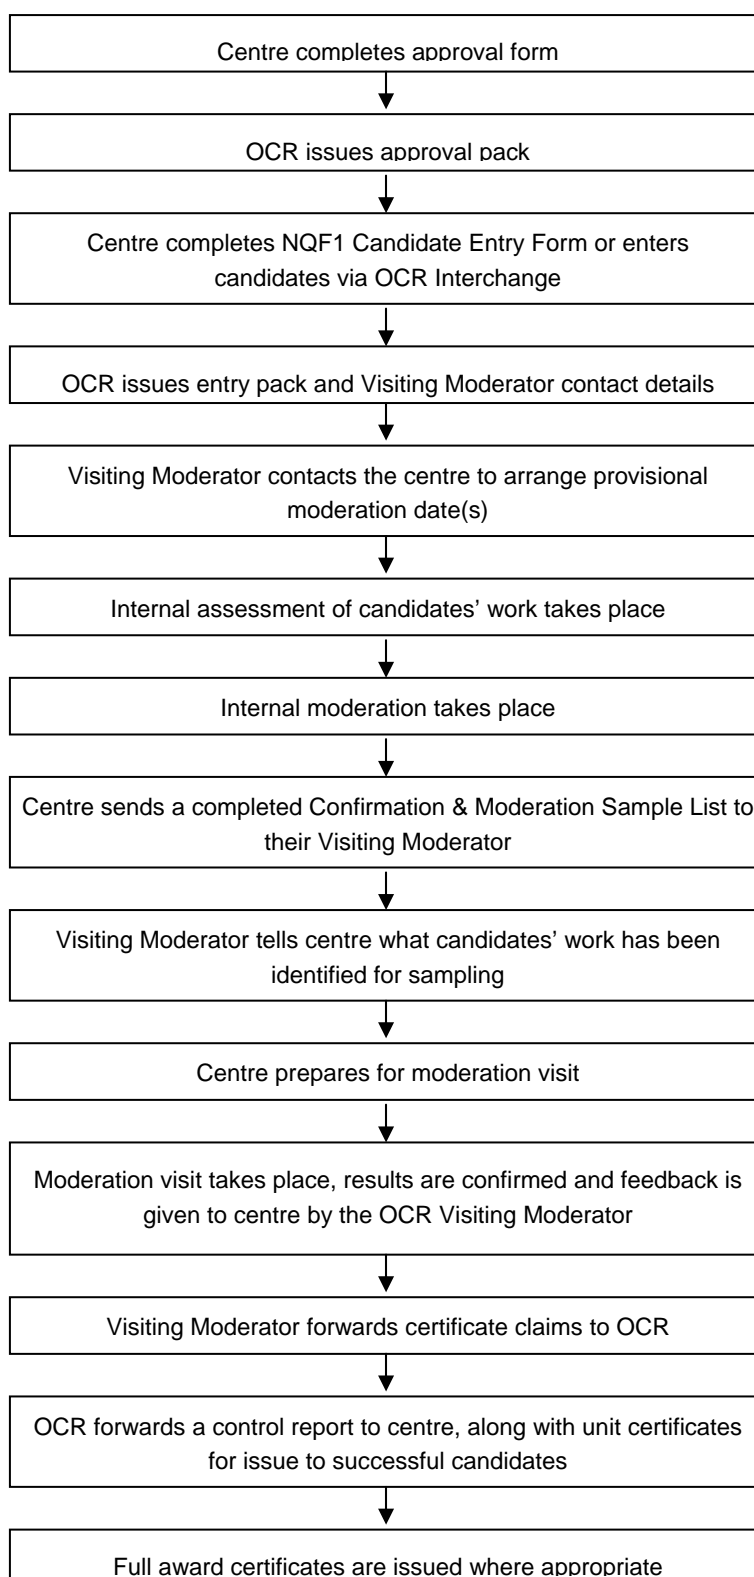 Centre completes approval form
OCR issues approval pack
Centre completes NQF1 Candidate Entry Form or enters
candidates via OCR Interchange
OCR issues entry pack and Visiting Moderator contact details
Visiting Moderator contacts the centre to arrange provisional
moderation date(s)
Internal assessment of candidates’ work takes place
Internal moderation takes place
Centre sends a completed Confirmation & Moderation Sample List to
their Visiting Moderator
Visiting Moderator tells centre what candidates’ work has been
identified for sampling
Centre prepares for moderation visit
Moderation visit takes place, results are confirmed and feedback is
given to centre by the OCR Visiting Moderator
Visiting Moderator forwards certificate claims to OCR
OCR forwards a control report to centre, along with unit certificates
for issue to successful candidates
Full award certificates are issued where appropriate